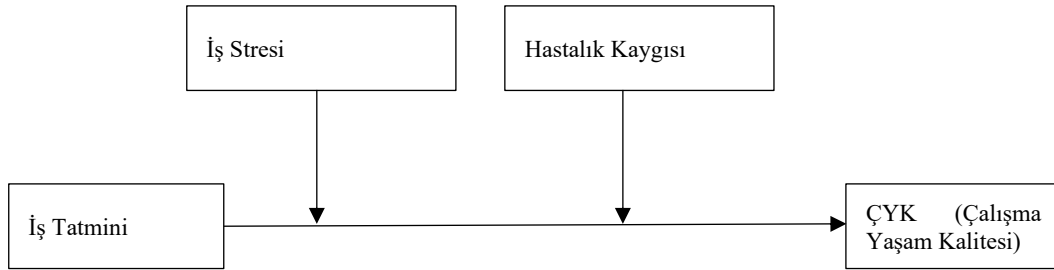 İş Stresi
Hastalık Kaygısı
İş Tatmini
ÇYK (Çalışma
Yaşam Kalitesi)